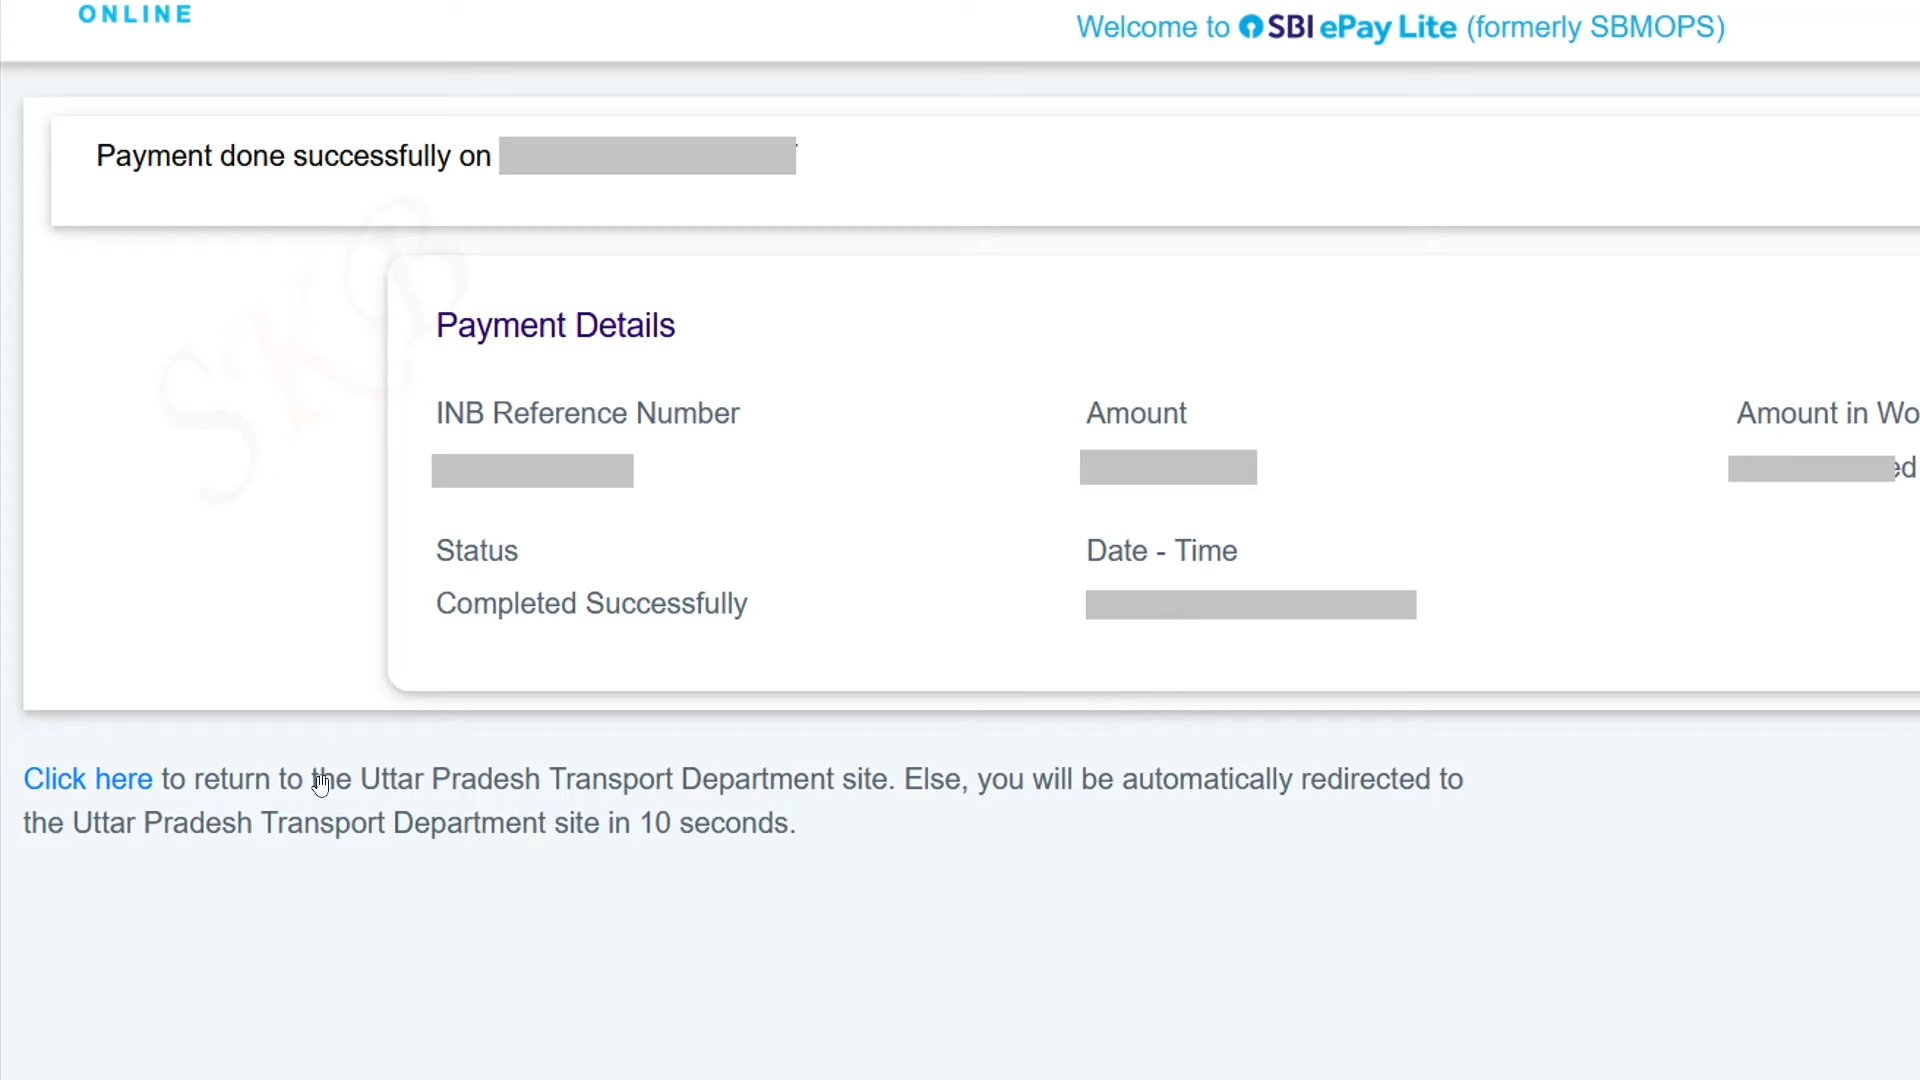 ONLINE
Welcome to SBI ePay Lite (formerly SBMOPS)
Payment done successfully on
SKB
Payment Details
INB Reference Number
Amount
Amount in Wo
ed
Status
Date - Time
Completed Successfully
Click here to return to the Uttar Pradesh Transport Department site. Else, you will be automatically redirected to
the Uttar Pradesh Transport Department site in 10 seconds.